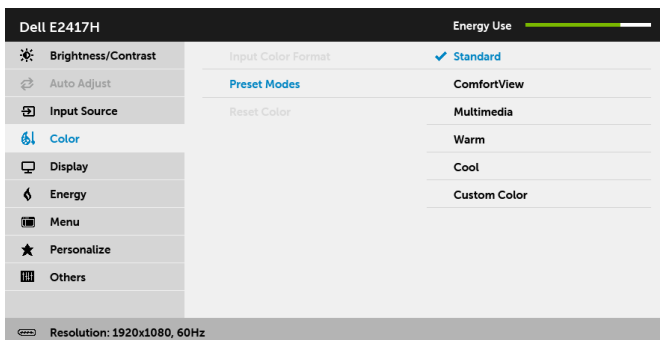 Dell E2417H
Energy Use
Brightness/Contrast
Input Color Format
Standard
Auto Adjust
Preset Modes
ComfortView
Input Source
Reset Color
Multimedia
Color
Warm
Display
Cool
Energy
Custom Color
Menu
Personalize
Others
Resolution: 1920x1080, 60Hz